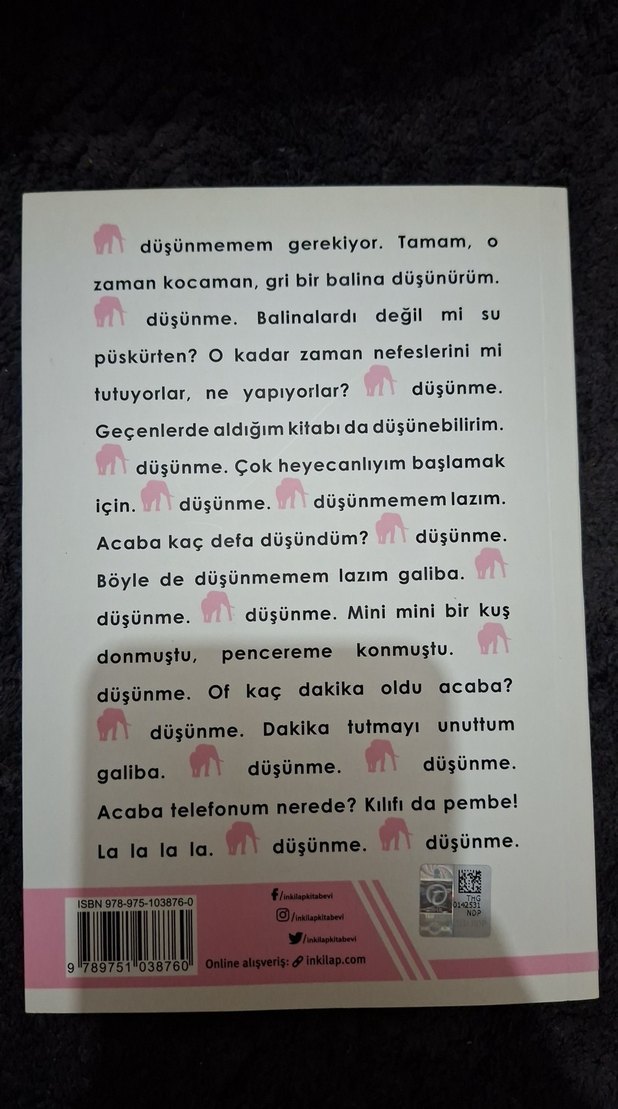 düşünmemem gerekiyor. Tamam, o
zaman kocaman, gri bir balina düşünürüm.
düşünme. Balinalardı değil mi su
püskürten? O kadar zaman nefeslerini mi
tutuyorlar, ne yapıyorlar? düşünme.
Geçenlerde aldığım kitabı da düşünebilirim.
düşünme. Çok heyecanlıyım başlamak
için. düşünme. düşünmemem lazım.
Acaba kaç defa düşündüm? düşünme.
Böyle de düşünmemem lazım galiba.
düşünme. düşünme. Mini mini bir kuş
donmuştu, pencereme konmuştu.
düşünme. Of kaç dakika oldu acaba?
düşünme. Dakika tutmayı unuttum
galiba. düşünme. düşünme.
Acaba telefonum nerede? Kılıfı da pembe!
La la la la. düşünme. düşünme.
ISBN 978-975-103876-0
9 789751 038760
/inkilapkitabevi
/inkilapkitabevi
/inkilapkitabevi
Online alışveriş: inkilap.com
THG
0142531
NDP